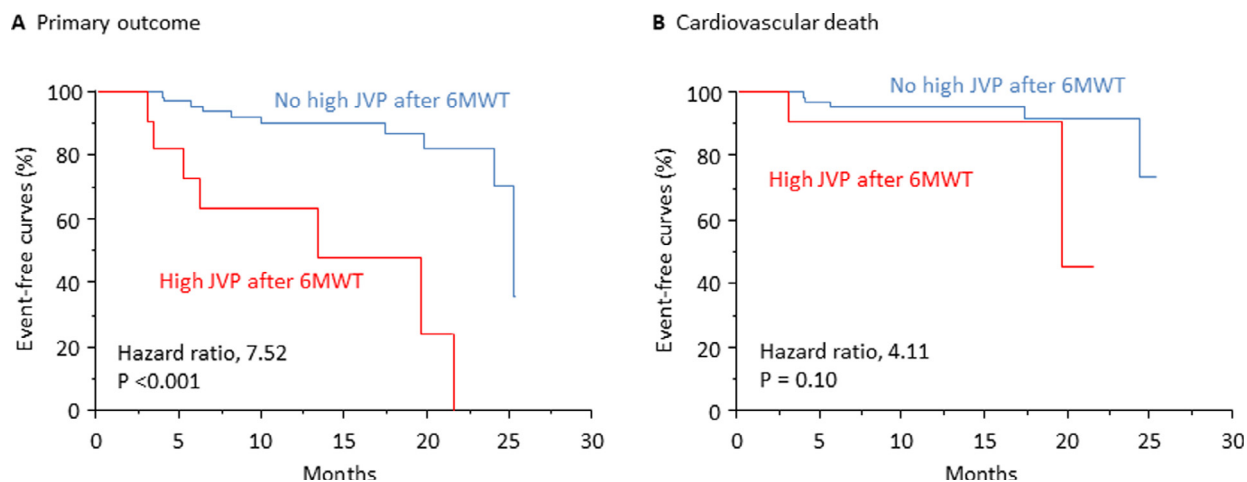 A Primary outcome
100
80
60
40
20
0
Event-free curves (%)
No high JVP after 6MWT
High JVP after 6MWT
Hazard ratio, 7.52
P <0.001
0 5 10 15 20 25 30
Months
B Cardiovascular death
100
80
60
40
20
0
Event-free curves (%)
No high JVP after 6MWT
High JVP after 6MWT
Hazard ratio, 4.11
P = 0.10
0 5 10 15 20 25 30
Months